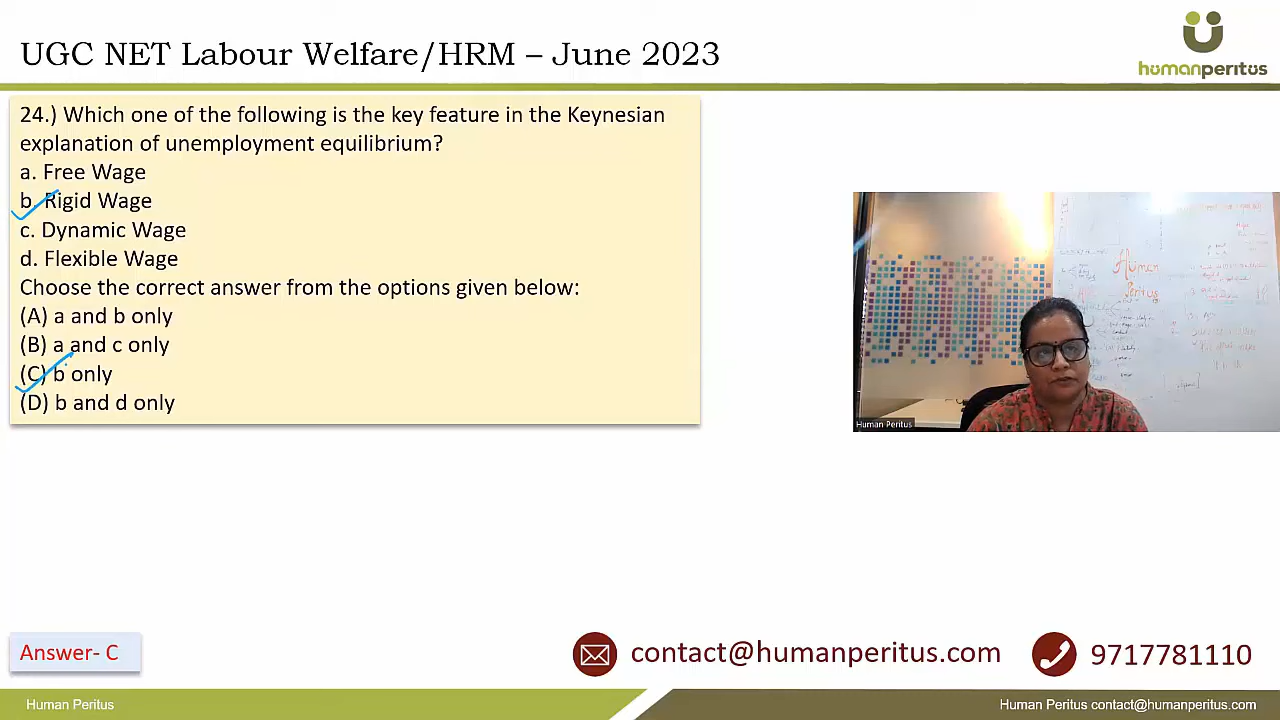 UGC NET Labour Welfare/HRM – June 2023
humanperitus
24.) Which one of the following is the key feature in the Keynesian
explanation of unemployment equilibrium?
a. Free Wage
b. Rigid Wage
c. Dynamic Wage
d. Flexible Wage
Choose the correct answer from the options given below:
(A) a and b only
(B) a and c only
(C) b only
(D) b and d only
Human
Peritus
Human Peritus
Answer- C
contact@humanperitus.com
9717781110
Human Peritus
Human Peritus contact@humanperitus.com